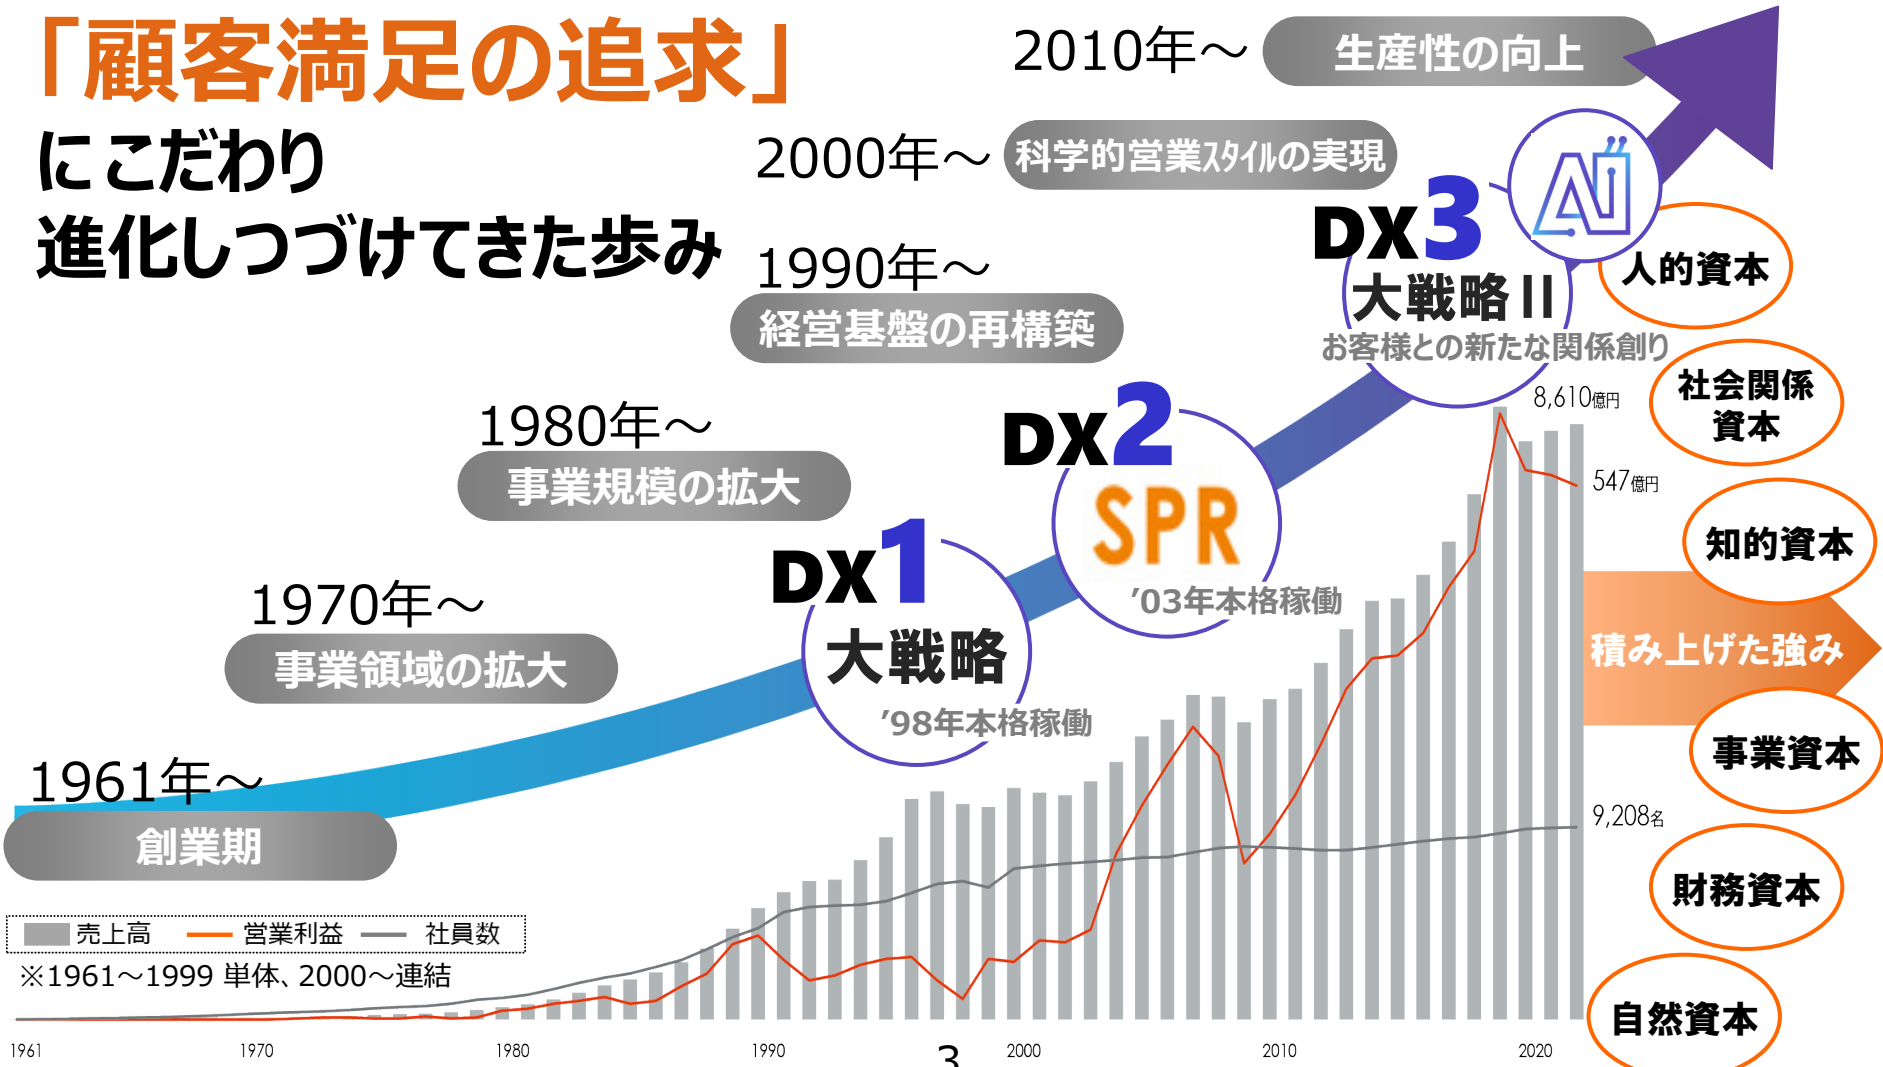 「顧客満足の追求」
にこだわり
進化しつづけてきた歩み
2010年～
生産性の向上
2000年～
科学的営業ｽﾀｲﾙの実現
1990年～
経営基盤の再構築
1980年～
事業規模の拡大
1970年～
事業領域の拡大
1961年～
創業期
DX1
大戦略
’98年本格稼働
DX2
SPR
’03年本格稼働
DX3
大戦略Ⅱ
お客様との新たな関係創り
AI
人的資本
社会関係
資本
知的資本
積み上げた強み
事業資本
財務資本
自然資本
8,610億円
547億円
9,208名
売上高 営業利益 社員数
※1961～1999 単体、2000～連結
1961 1970 1980 1990 2000 2010 2020
3